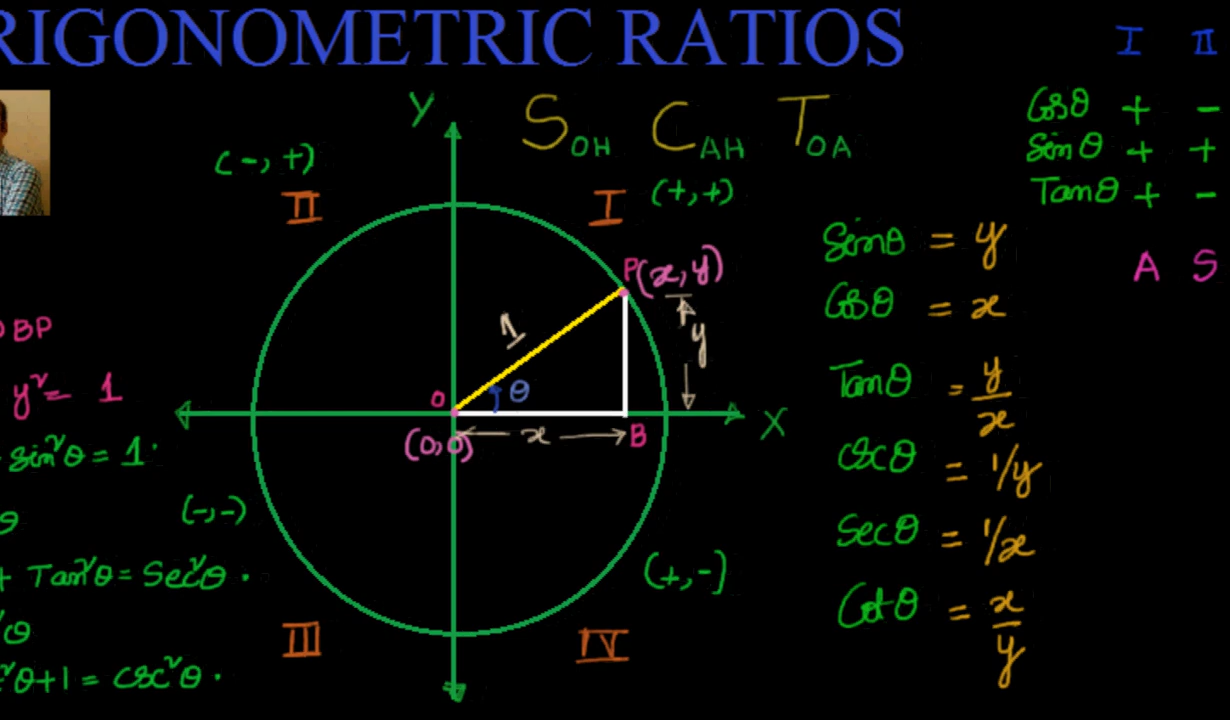 RIGONOMETRIC RATIOS
I II
Y
SOH CAH TOA
Cosθ + -
Sinθ + +
Tanθ + -
(-, +)
II
I
(+, +)
A S
P(x, y)
Sinθ = y
Cosθ = x
Tanθ = y/x
cscθ = 1/y
Secθ = 1/x
Cotθ = x/y
1
y
θ
O
(0,0)
x
B
X
BP
y² = 1
Sin²θ = 1.
θ
+ Tan²θ = Sec²θ.
θ
²θ+1 = csc²θ.
(-,-)
(+,-]
III
IV